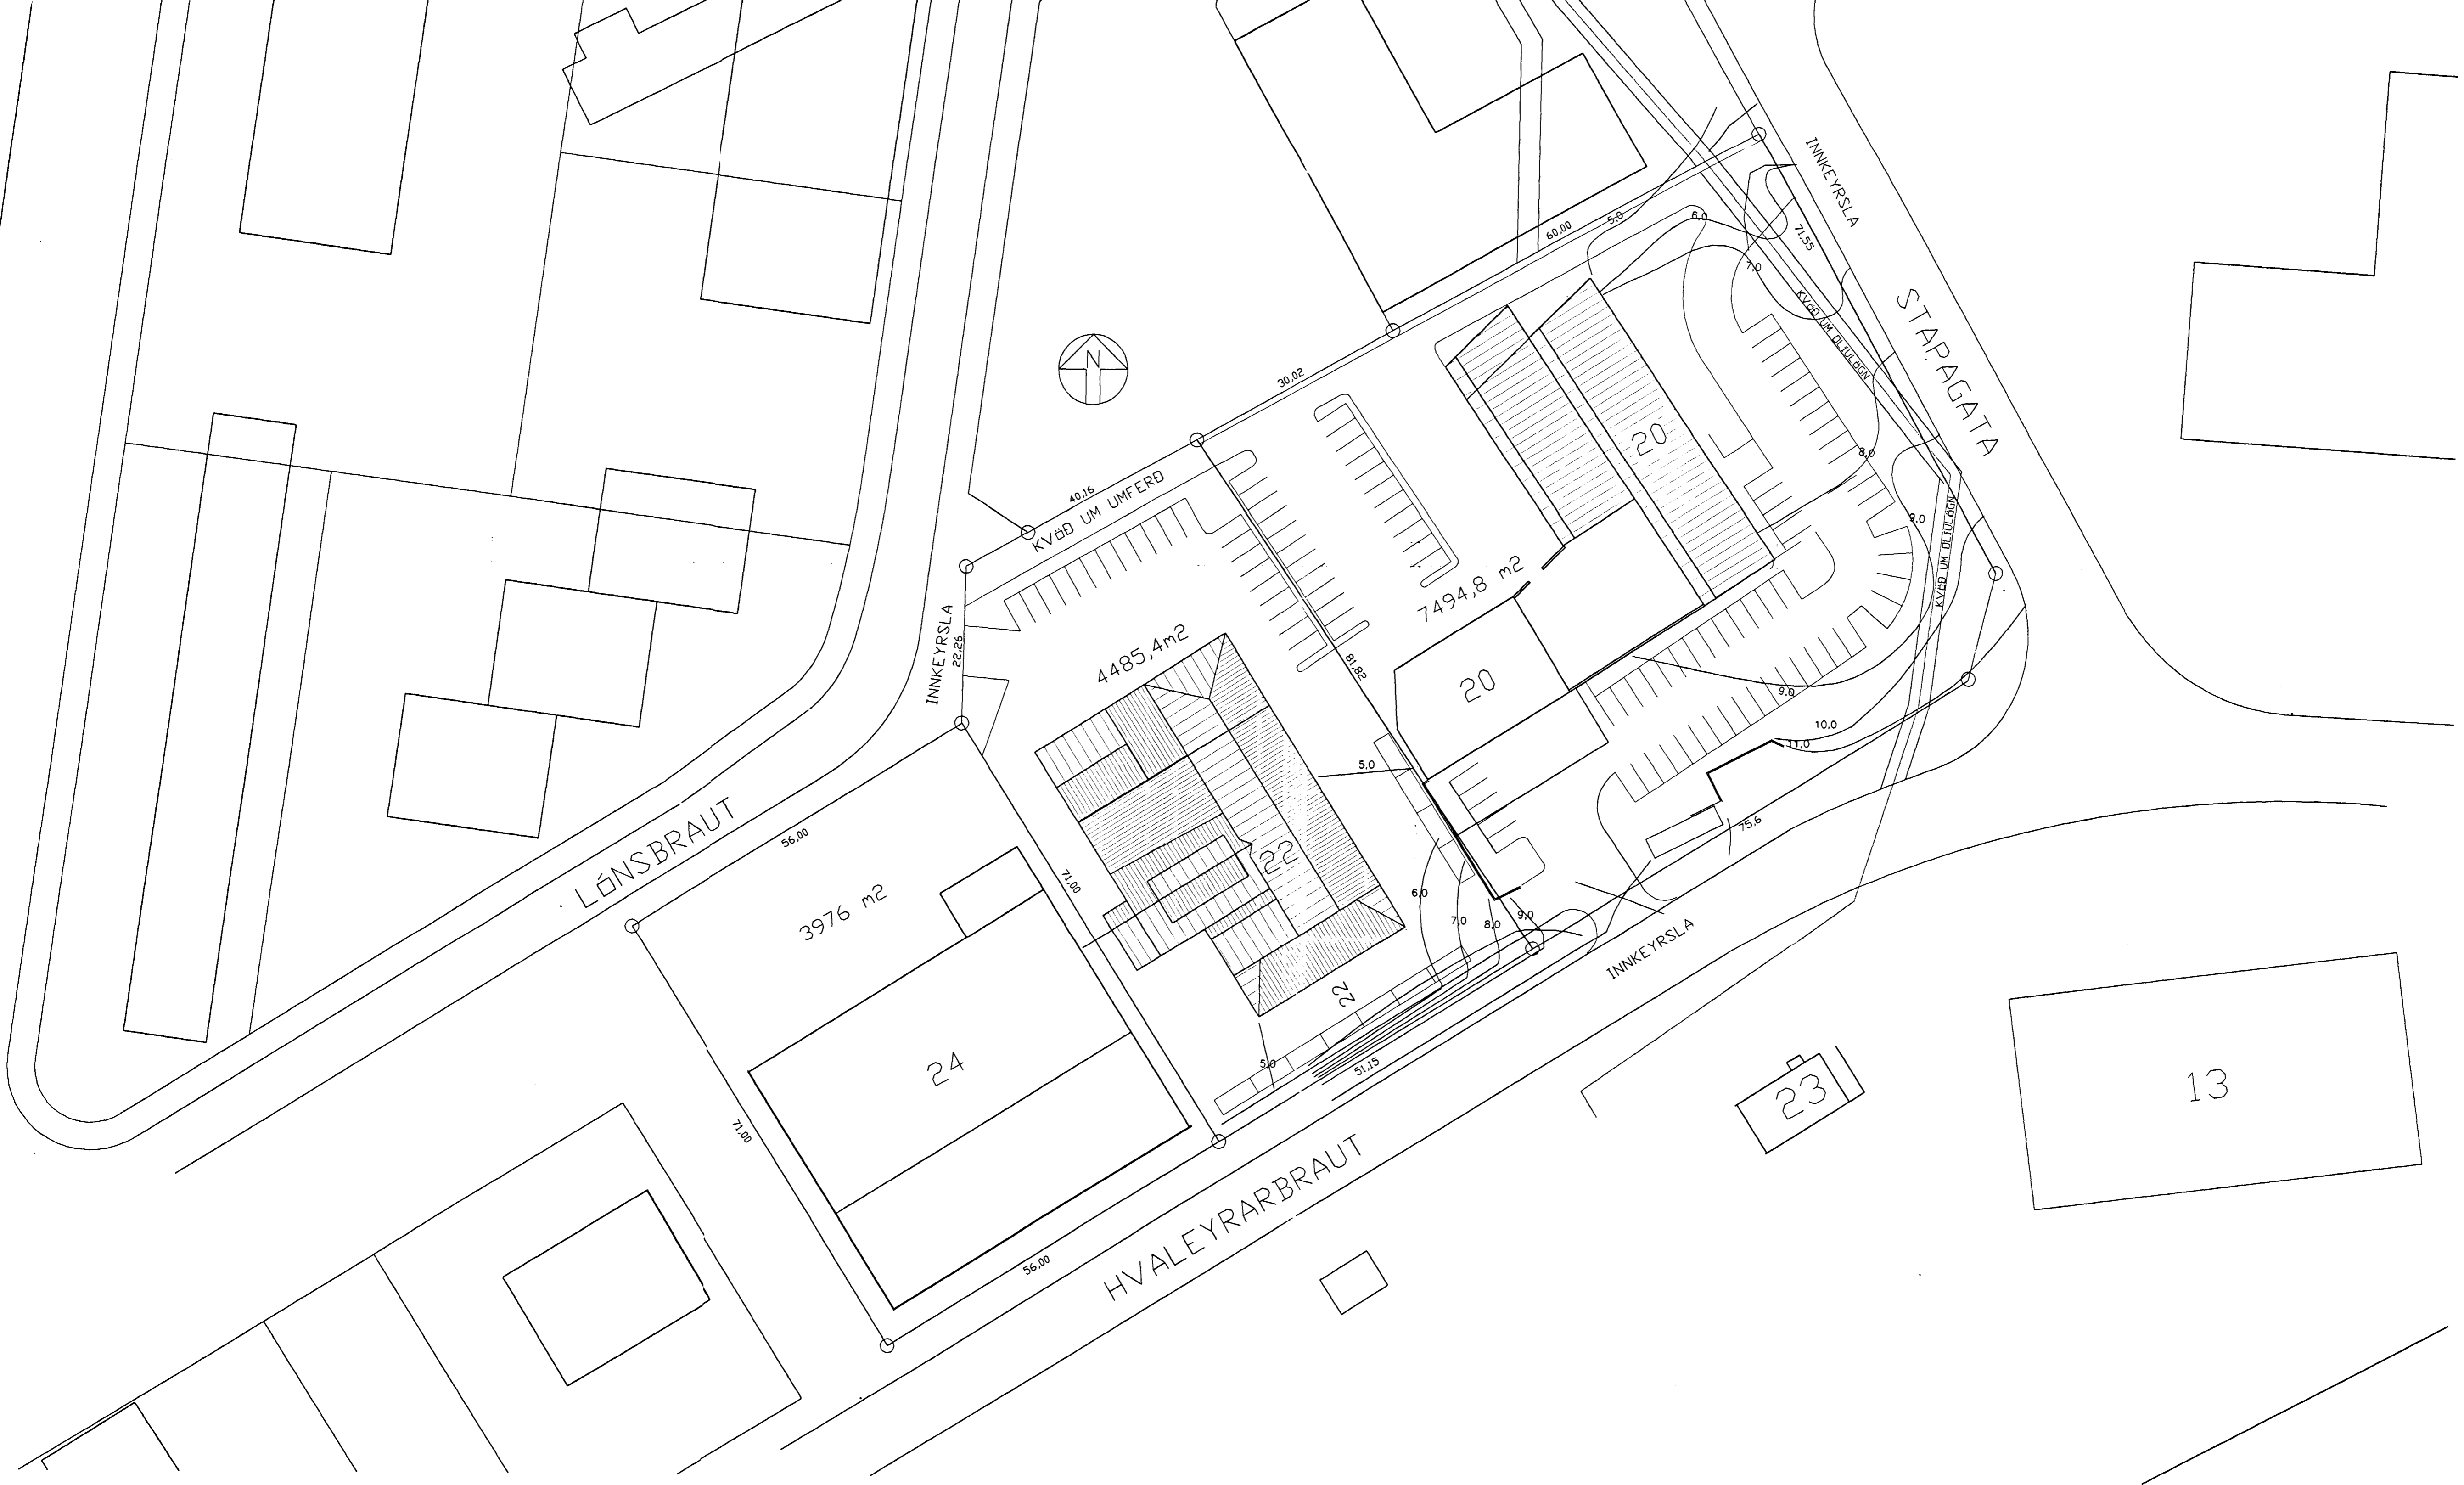 INNKEYRSLA
60.00
5.0
6.0
71.55
7.0
KVÖÐ UM OLÍULÖGN
STAPAGATA
N
30.02
20
8.0
40.16
KVÖÐ UM UMFERÐ
9.0
KVÖÐ UM OLÍULÖGN
7494,8 m2
INNKEYRSLA
22.26
4485,4m2
81.82
20
9.0
10.0
11.0
5.0
75.6
LÓNSBRAUT
56.00
71.00
22
3976 m2
6.0
7.0
8.0
9.0
INNKEYRSLA
22
24
5.0
51.15
23
13
71.00
HVALEYRARBRAUT
56.00